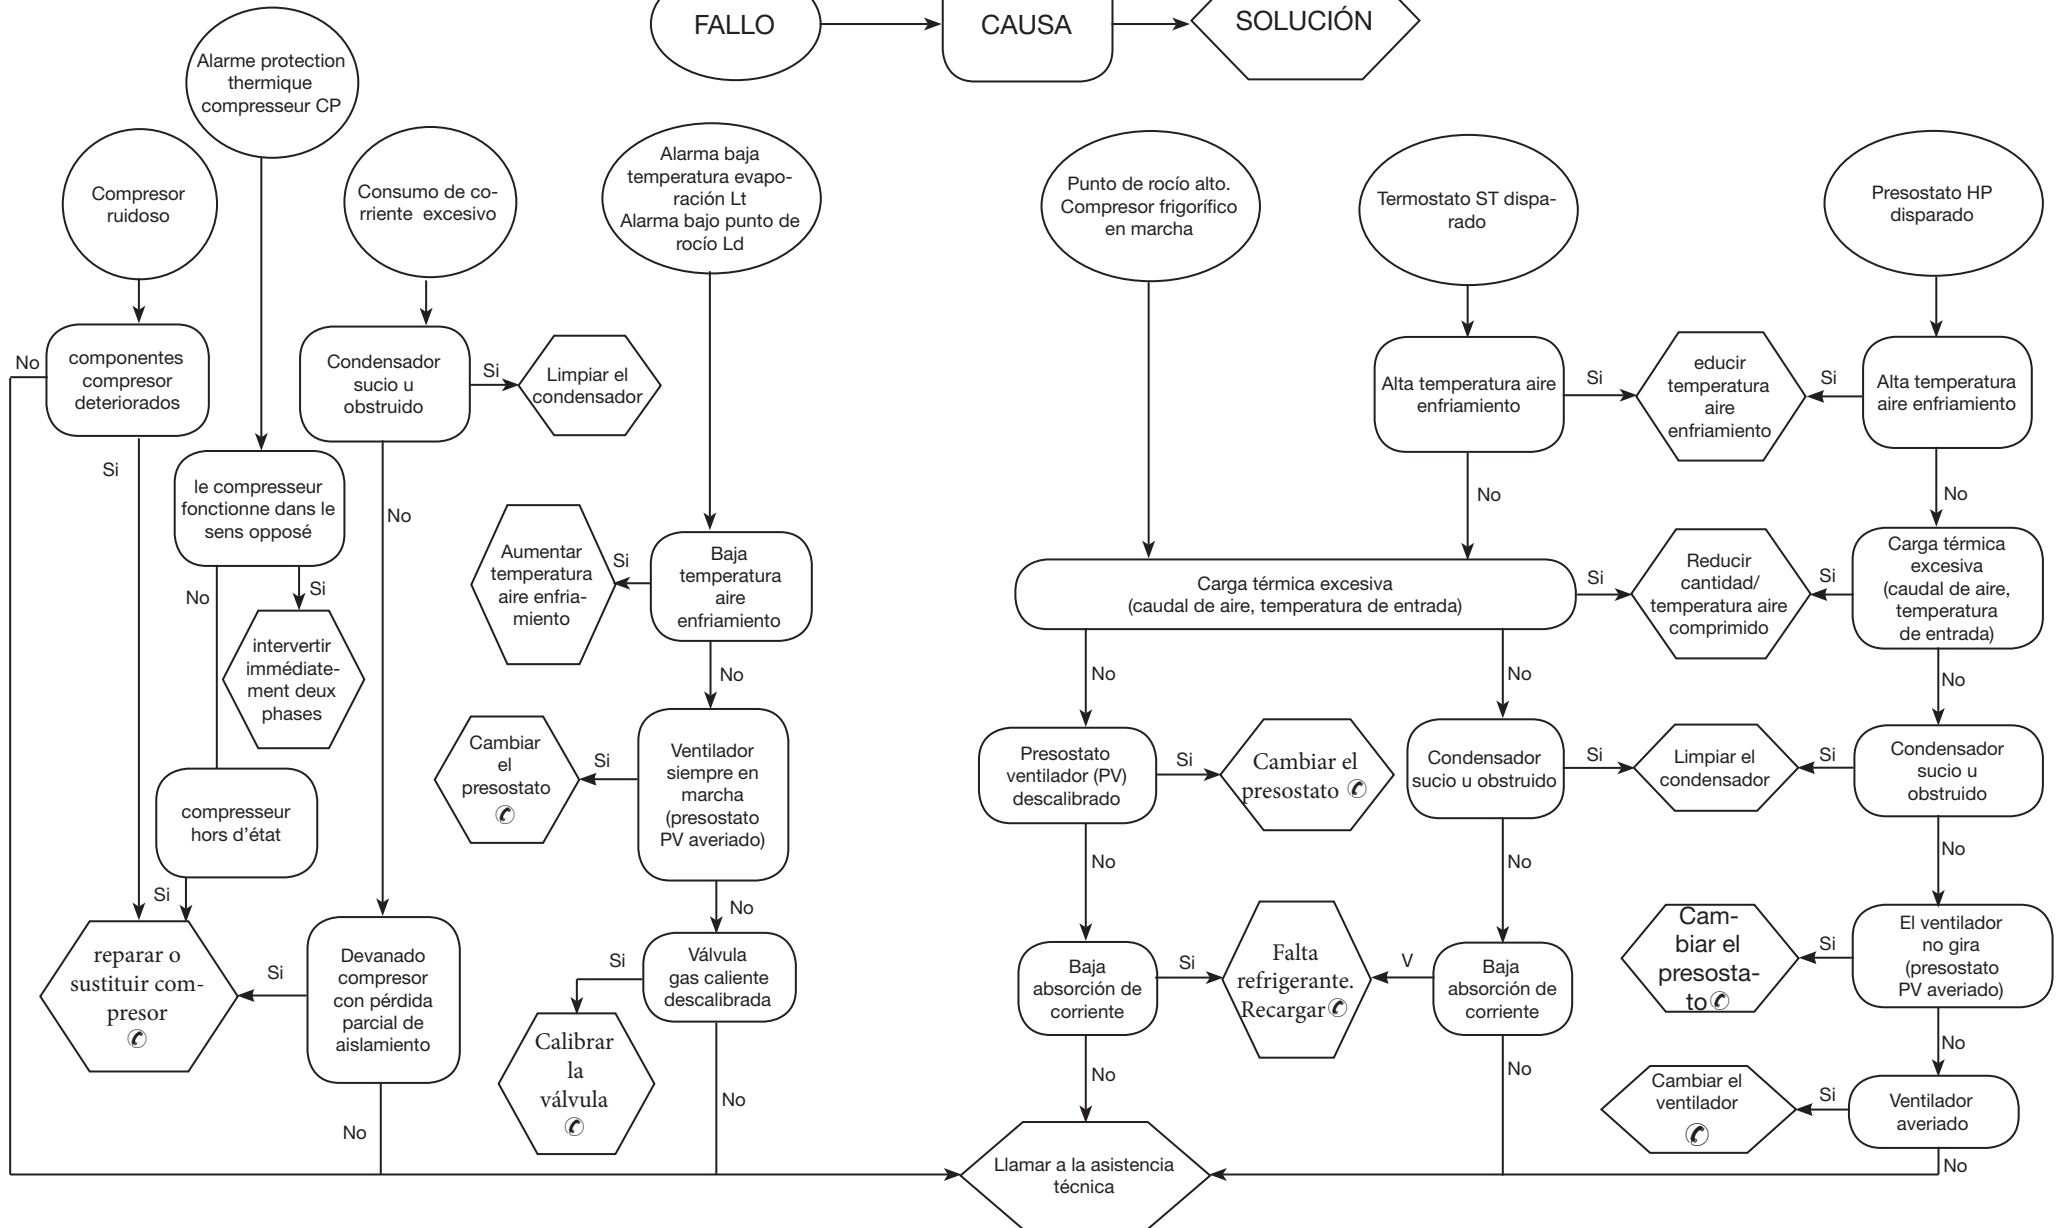 FALLO
CAUSA
SOLUCIÓN
Alarme protection
thermique
compresseur CP
Compresor
ruidoso
Consumo de co-
rriente excesivo
Alarma baja
temperatura evapo-
ración Lt
Alarma bajo punto de
rocío Ld
Punto de rocío alto.
Compresor frigorífico
en marcha
Termostato ST dispa-
rado
Presostato HP
disparado
No
componentes
compresor
deteriorados
Si
Condensador
sucio u
obstruido
Si
Limpiar el
condensador
No
le compresseur
fonctionne dans le
sens opposé
No
Si
intervertir
immédiate-
ment deux
phases
compresseur
hors d'état
Si
reparar o
sustituir com-
presor
✆
Si
Devanado
compresor
con pérdida
parcial de
aislamiento
No
Aumentar
temperatura
aire enfria-
miento
Si
Baja
temperatura
aire
enfriamiento
No
Cambiar
el
presostato
✆
Si
Ventilador
siempre en
marcha
(presostato
PV averiado)
No
Si
Válvula
gas caliente
descalibrada
Calibrar
la
válvula
✆
No
Alta temperatura aire
enfriamiento
Si
educir
temperatura
aire
enfriamiento
Si
Alta temperatura
aire enfriamiento
No
No
Carga térmica excesiva
(caudal de aire, temperatura de entrada)
Si
Reducir
cantidad/
temperatura aire
comprimido
Si
Carga térmica
excesiva
(caudal de aire,
temperatura
de entrada)
No
No
No
Presostato
ventilador (PV)
descalibrado
Si
Cambiar el
presostato ✆
Condensador
sucio u obstruido
Si
Limpiar el
condensador
Si
Condensador
sucio u
obstruido
No
No
No
Baja
absorción de
corriente
Si
Falta
refrigerante.
Recargar✆
V
Baja
absorción de
corriente
Cam-
biar el
presosta-
to✆
Si
El ventilador
no gira
(presostato
PV averiado)
No
No
No
Cambiar el
ventilador
✆
Si
Ventilador
averiado
No
Llamar a la asistencia
técnica